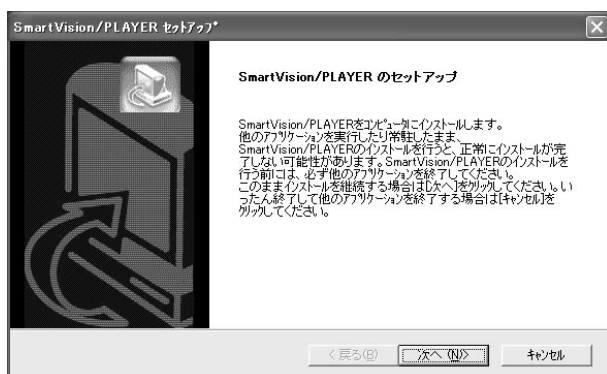 SmartVision/PLAYER ｾｯﾄｱｯﾌﾟ
SmartVision/PLAYER のセットアップ
SmartVision/PLAYERをｺﾝﾋﾟｭｰﾀにｲﾝｽﾄｰﾙします。
他のｱﾌﾟﾘｹｰｼｮﾝを実行したり常駐したまま、
SmartVision/PLAYERのｲﾝｽﾄｰﾙを行うと、正常にｲﾝｽﾄｰﾙが完
了しない可能性があります。SmartVision/PLAYERのｲﾝｽﾄｰﾙを
行う前には、必ず他のｱﾌﾟﾘｹｰｼｮﾝを終了してください。
このままｲﾝｽﾄｰﾙを継続する場合は[次へ]をｸﾘｯｸしてください。い
ったん終了して他のｱﾌﾟﾘｹｰｼｮﾝを終了する場合は[ｷｬﾝｾﾙ]を
ｸﾘｯｸしてください。
< 戻る(B) 次へ (N)> ｷｬﾝｾﾙ